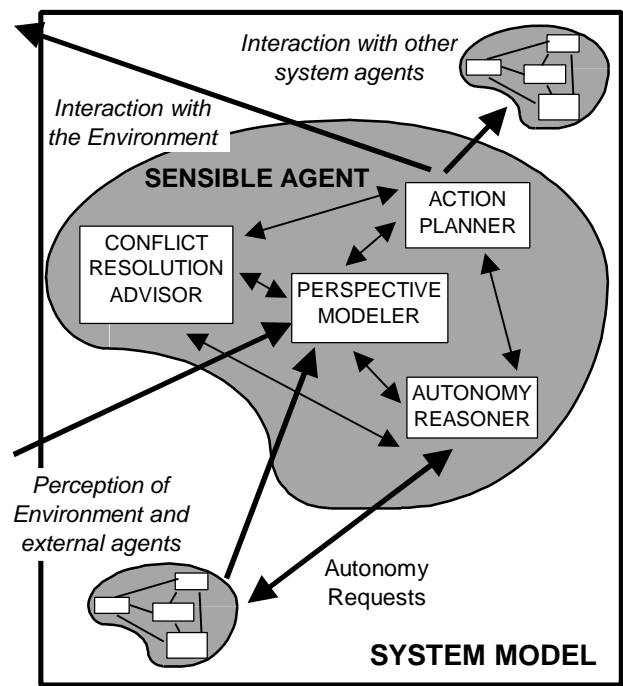 Interaction with other
system agents
Interaction with
the Environment
SENSIBLE AGENT
ACTION
PLANNER
CONFLICT
RESOLUTION
ADVISOR
PERSPECTIVE
MODELER
AUTONOMY
REASONER
Perception of
Environment and
external agents
Autonomy
Requests
SYSTEM MODEL